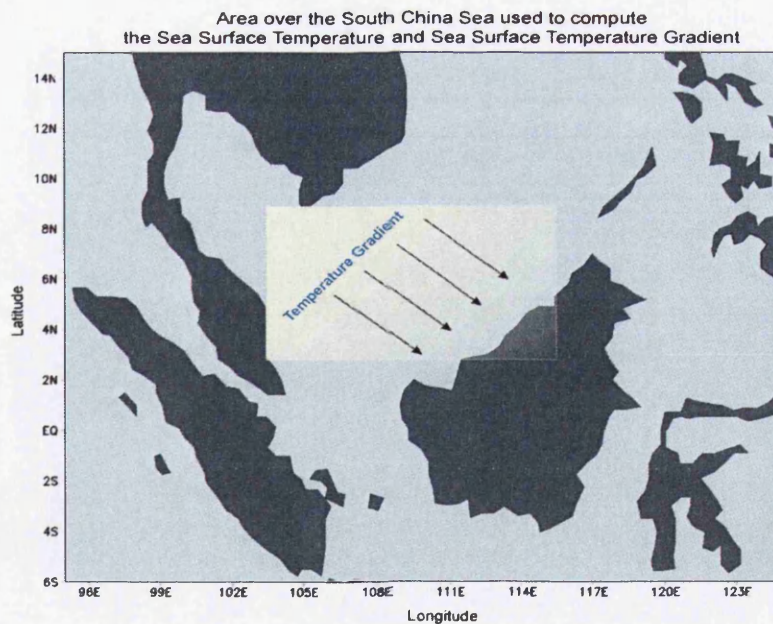 Area over the South China Sea used to compute
the Sea Surface Temperature and Sea Surface Temperature Gradient
14N
12N
10N
8N
6N
4N
2N
EQ
2S
4S
6S
Latitude
Temperature Gradient
96E
99E
102E
105E
108E
111E
114E
117E
120E
123E
Longitude